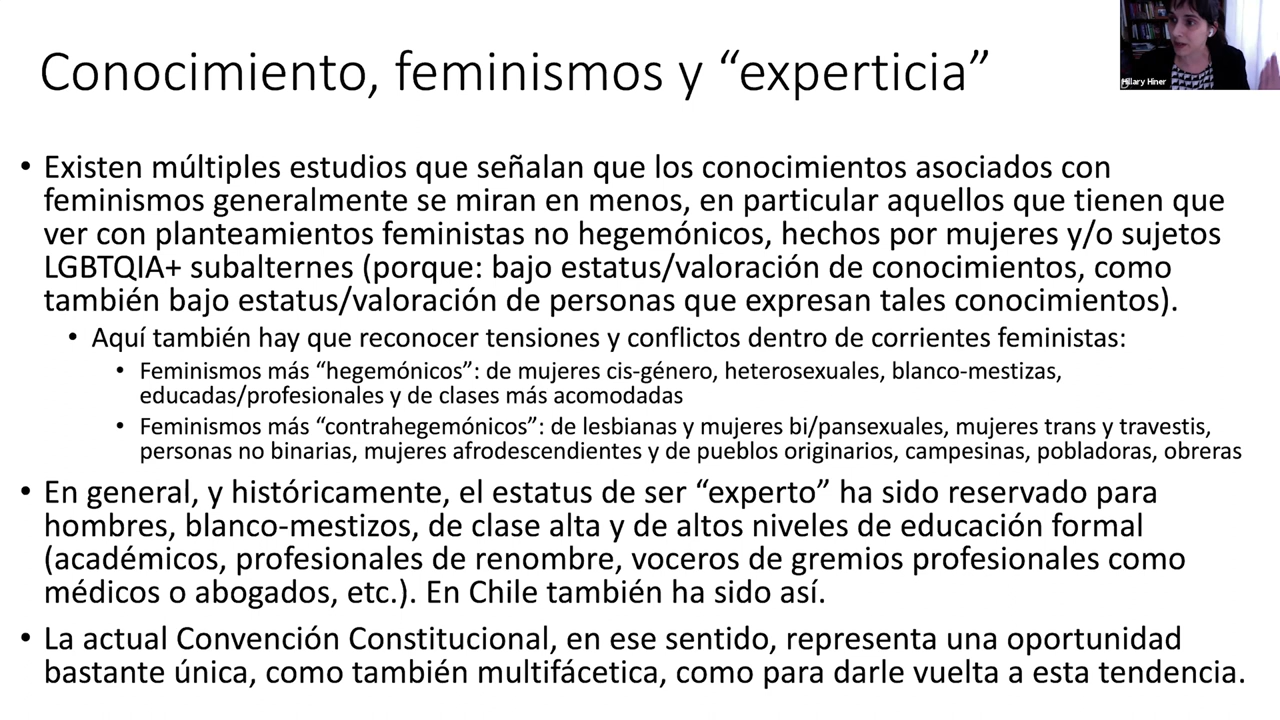 Conocimiento, feminismos y “experticia”
Hillary Hiner
• Existen múltiples estudios que señalan que los conocimientos asociados con
feminismos generalmente se miran en menos, en particular aquellos que tienen que
ver con planteamientos feministas no hegemónicos, hechos por mujeres y/o sujetos
LGBTQIA+ subalternes (porque: bajo estatus/valoración de conocimientos, como
también bajo estatus/valoración de personas que expresan tales conocimientos).
• Aquí también hay que reconocer tensiones y conflictos dentro de corrientes feministas:
• Feminismos más “hegemónicos”: de mujeres cis-género, heterosexuales, blanco-mestizas,
educadas/profesionales y de clases más acomodadas
• Feminismos más “contrahegemónicos”: de lesbianas y mujeres bi/pansexuales, mujeres trans y travestis,
personas no binarias, mujeres afrodescendientes y de pueblos originarios, campesinas, pobladoras, obreras
• En general, y históricamente, el estatus de ser “experto” ha sido reservado para
hombres, blanco-mestizos, de clase alta y de altos niveles de educación formal
(académicos, profesionales de renombre, voceros de gremios profesionales como
médicos o abogados, etc.). En Chile también ha sido así.
• La actual Convención Constitucional, en ese sentido, representa una oportunidad
bastante única, como también multifácetica, como para darle vuelta a esta tendencia.